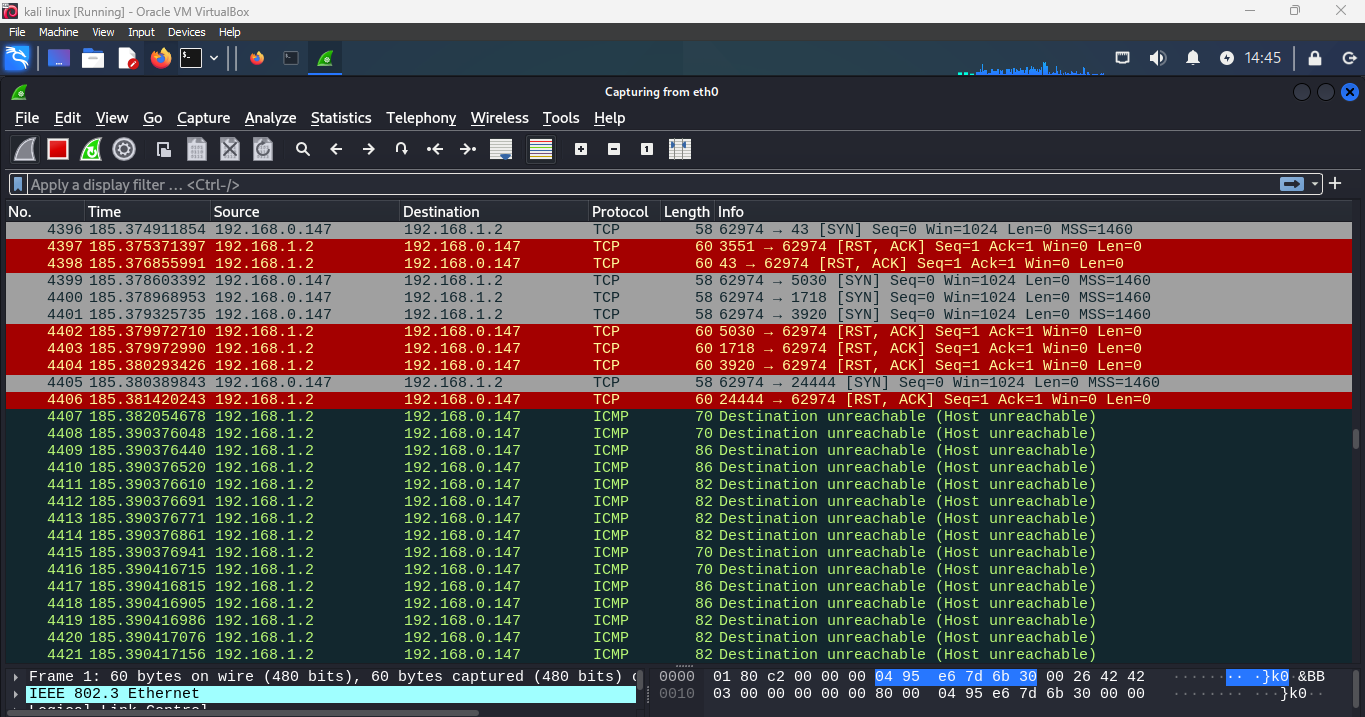 kali linux [Running] - Oracle VM VirtualBox
File Machine View Input Devices Help
14:45
Capturing from eth0
File Edit View Go Capture Analyze Statistics Telephony Wireless Tools Help
Apply a display filter … <Ctrl-/>
No. Time Source Destination Protocol Length Info
4396 185.374911854 192.168.0.147 192.168.1.2 TCP 58 62974 → 43 [SYN] Seq=0 Win=1024 Len=0 MSS=1460
4397 185.375371397 192.168.1.2 192.168.0.147 TCP 60 3551 → 62974 [RST, ACK] Seq=1 Ack=1 Win=0 Len=0
4398 185.376855991 192.168.1.2 192.168.0.147 TCP 60 43 → 62974 [RST, ACK] Seq=1 Ack=1 Win=0 Len=0
4399 185.378603392 192.168.0.147 192.168.1.2 TCP 58 62974 → 5030 [SYN] Seq=0 Win=1024 Len=0 MSS=1460
4400 185.378968953 192.168.0.147 192.168.1.2 TCP 58 62974 → 1718 [SYN] Seq=0 Win=1024 Len=0 MSS=1460
4401 185.379325735 192.168.0.147 192.168.1.2 TCP 58 62974 → 3920 [SYN] Seq=0 Win=1024 Len=0 MSS=1460
4402 185.379972710 192.168.1.2 192.168.0.147 TCP 60 5030 → 62974 [RST, ACK] Seq=1 Ack=1 Win=0 Len=0
4403 185.379972990 192.168.1.2 192.168.0.147 TCP 60 1718 → 62974 [RST, ACK] Seq=1 Ack=1 Win=0 Len=0
4404 185.380293426 192.168.1.2 192.168.0.147 TCP 60 3920 → 62974 [RST, ACK] Seq=1 Ack=1 Win=0 Len=0
4405 185.380389843 192.168.0.147 192.168.1.2 TCP 58 62974 → 24444 [SYN] Seq=0 Win=1024 Len=0 MSS=1460
4406 185.381420243 192.168.1.2 192.168.0.147 TCP 60 24444 → 62974 [RST, ACK] Seq=1 Ack=1 Win=0 Len=0
4407 185.382054678 192.168.1.2 192.168.0.147 ICMP 70 Destination unreachable (Host unreachable)
4408 185.390376048 192.168.1.2 192.168.0.147 ICMP 70 Destination unreachable (Host unreachable)
4409 185.390376440 192.168.1.2 192.168.0.147 ICMP 86 Destination unreachable (Host unreachable)
4410 185.390376520 192.168.1.2 192.168.0.147 ICMP 86 Destination unreachable (Host unreachable)
4411 185.390376610 192.168.1.2 192.168.0.147 ICMP 82 Destination unreachable (Host unreachable)
4412 185.390376691 192.168.1.2 192.168.0.147 ICMP 82 Destination unreachable (Host unreachable)
4413 185.390376771 192.168.1.2 192.168.0.147 ICMP 82 Destination unreachable (Host unreachable)
4414 185.390376861 192.168.1.2 192.168.0.147 ICMP 82 Destination unreachable (Host unreachable)
4415 185.390376941 192.168.1.2 192.168.0.147 ICMP 70 Destination unreachable (Host unreachable)
4416 185.390416715 192.168.1.2 192.168.0.147 ICMP 70 Destination unreachable (Host unreachable)
4417 185.390416815 192.168.1.2 192.168.0.147 ICMP 86 Destination unreachable (Host unreachable)
4418 185.390416905 192.168.1.2 192.168.0.147 ICMP 86 Destination unreachable (Host unreachable)
4419 185.390416986 192.168.1.2 192.168.0.147 ICMP 82 Destination unreachable (Host unreachable)
4420 185.390417076 192.168.1.2 192.168.0.147 ICMP 82 Destination unreachable (Host unreachable)
4421 185.390417156 192.168.1.2 192.168.0.147 ICMP 82 Destination unreachable (Host unreachable)
Frame 1: 60 bytes on wire (480 bits), 60 bytes captured (480 bits)
IEEE 802.3 Ethernet
Logical-Link Control
0000 01 80 c2 00 00 00 04 95 e6 7d 6b 30 00 26 42 42 ········ ·}k0·&BB
0010 03 00 00 00 00 00 80 00 04 95 e6 7d 6b 30 00 00 ········ ···}k0··